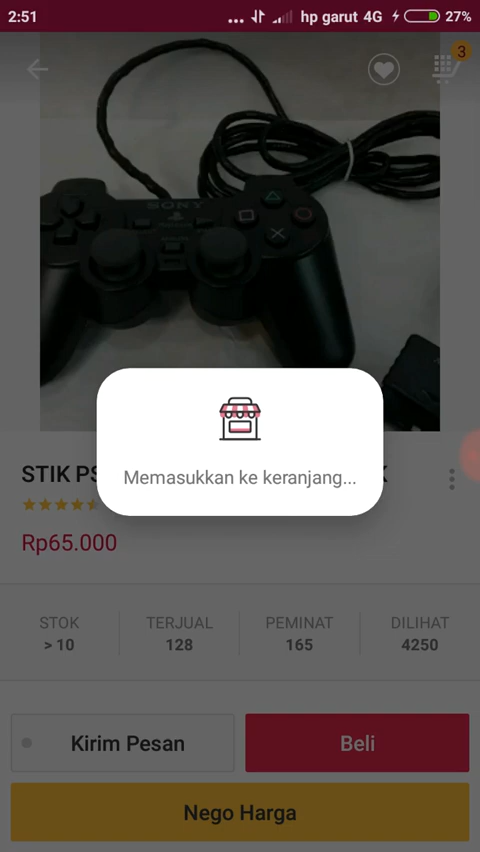 2:51
... hp garut 4G 27%
3
SONY
Memasukkan ke keranjang...
STIK PS
Rp65.000
STOK TERJUAL PEMINAT DILIHAT
> 10 128 165 4250
Kirim Pesan Beli
Nego Harga